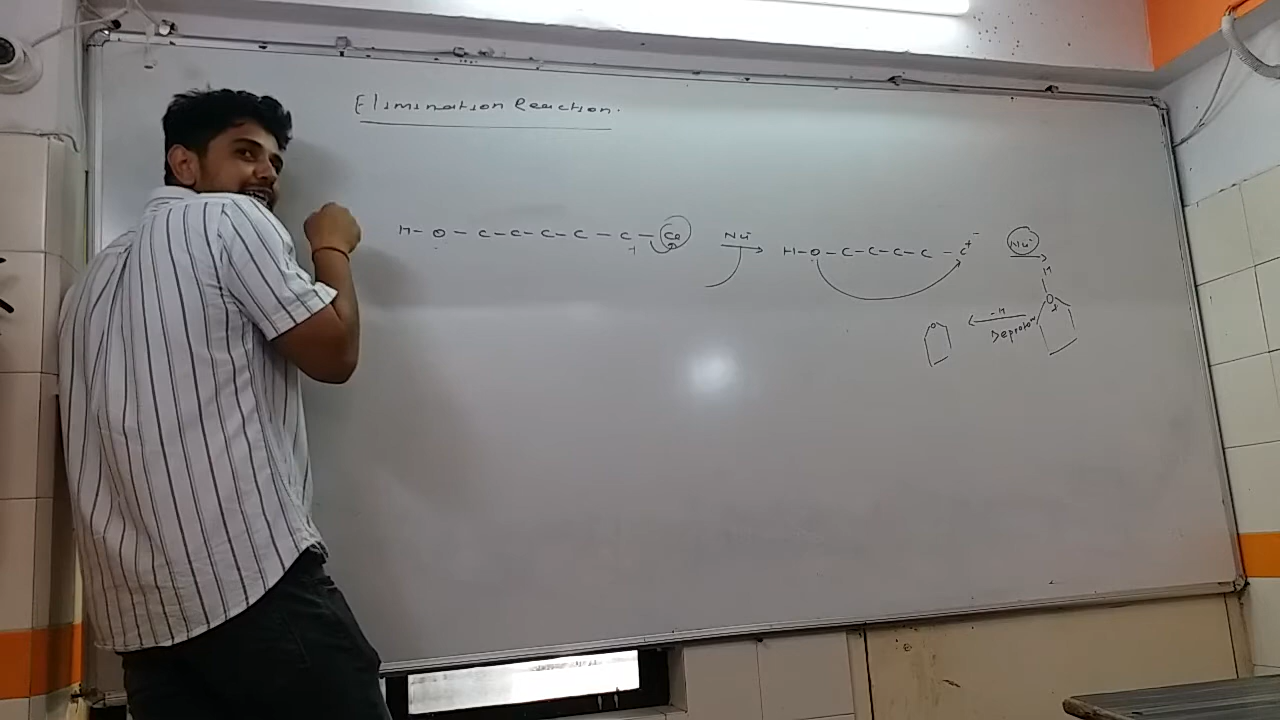 Elimination Reaction.
H-O-C-C-C-C-C-Cl
Nu⁻
H-O-C-C-C-C-C⁺
Nu⁻
H
O
+
-H
Deproton
O